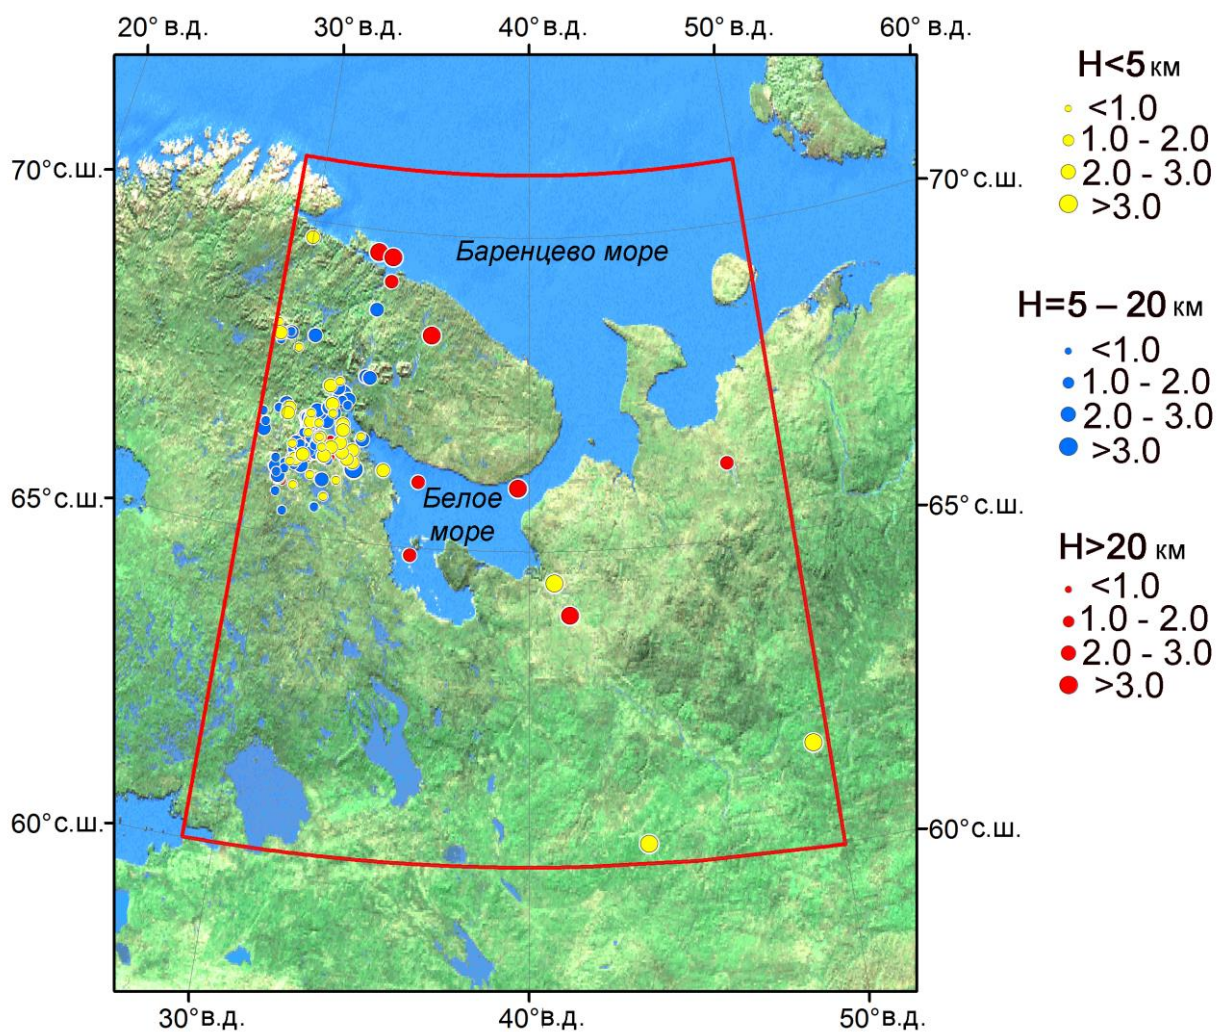 20° в.д. 30° в.д. 40° в.д. 50° в.д. 60° в.д.
70° с.ш.
65° с.ш.
60° с.ш.
Баренцево море
Белое
море
70° с.ш.
65° с.ш.
60° с.ш.
30° в.д. 40° в.д. 50° в.д.
H<5 км
<1.0
1.0 - 2.0
2.0 - 3.0
>3.0
H=5 – 20 км
<1.0
1.0 - 2.0
2.0 - 3.0
>3.0
H>20 км
<1.0
1.0 - 2.0
2.0 - 3.0
>3.0